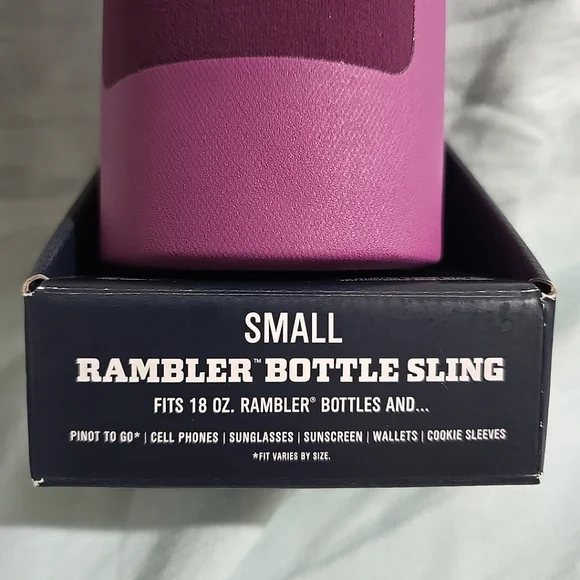 SMALL
RAMBLER™ BOTTLE SLING
FITS 18 OZ. RAMBLER® BOTTLES AND...
PINOT TO GO* | CELL PHONES | SUNGLASSES | SUNSCREEN | WALLETS | COOKIE SLEEVES
*FIT VARIES BY SIZE.